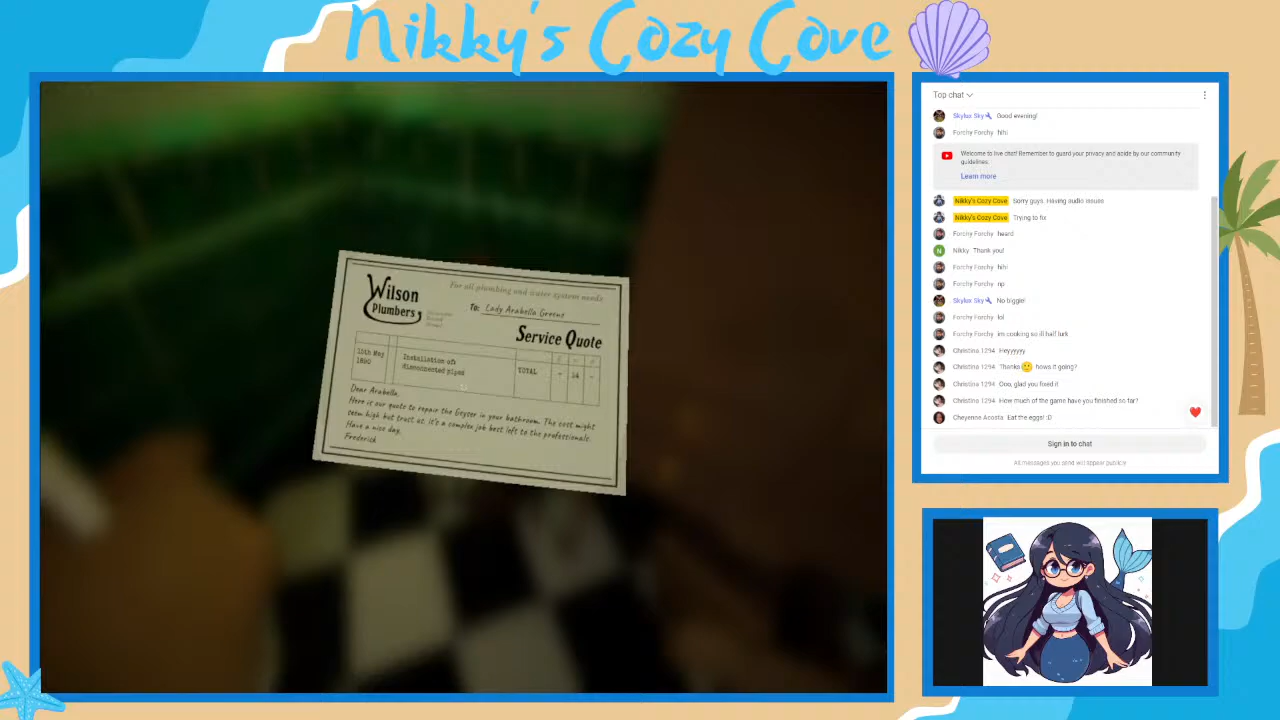 Nikky's Cozy Cove
Wilson
Plumbers
For all plumbing and water system needs
To: Lady Arabella Greene
Service Quote
15th May
1890
Installation of:
disconnected pipes
TOTAL
- 14 -
Dear Arabella,
Here is our quote to repair the Geyser in your bathroom. The cost might
seem high but trust us, it's a complex job best left to the professionals.
Have a nice day,
Frederick
Top chat
Skylux Sky Good evening!
Forchy Forchy hihi
Welcome to live chat! Remember to guard your privacy and abide by our community
guidelines.
Learn more
Nikky's Cozy Cove Sorry guys. Having audio issues
Nikky's Cozy Cove Trying to fix
Forchy Forchy heard
N Nikky Thank you!
Forchy Forchy hihi
Forchy Forchy np
Skylux Sky No biggie!
Forchy Forchy lol
Forchy Forchy im cooking so ill half lurk
Christina 1294 Heyyyyy
Christina 1294 Thanks hows it going?
Christina 1294 Ooo, glad you fixed it
Christina 1294 How much of the game have you finished so far?
Cheyenne Acosta Eat the eggs! :D
Sign in to chat
All messages you send will appear publicly